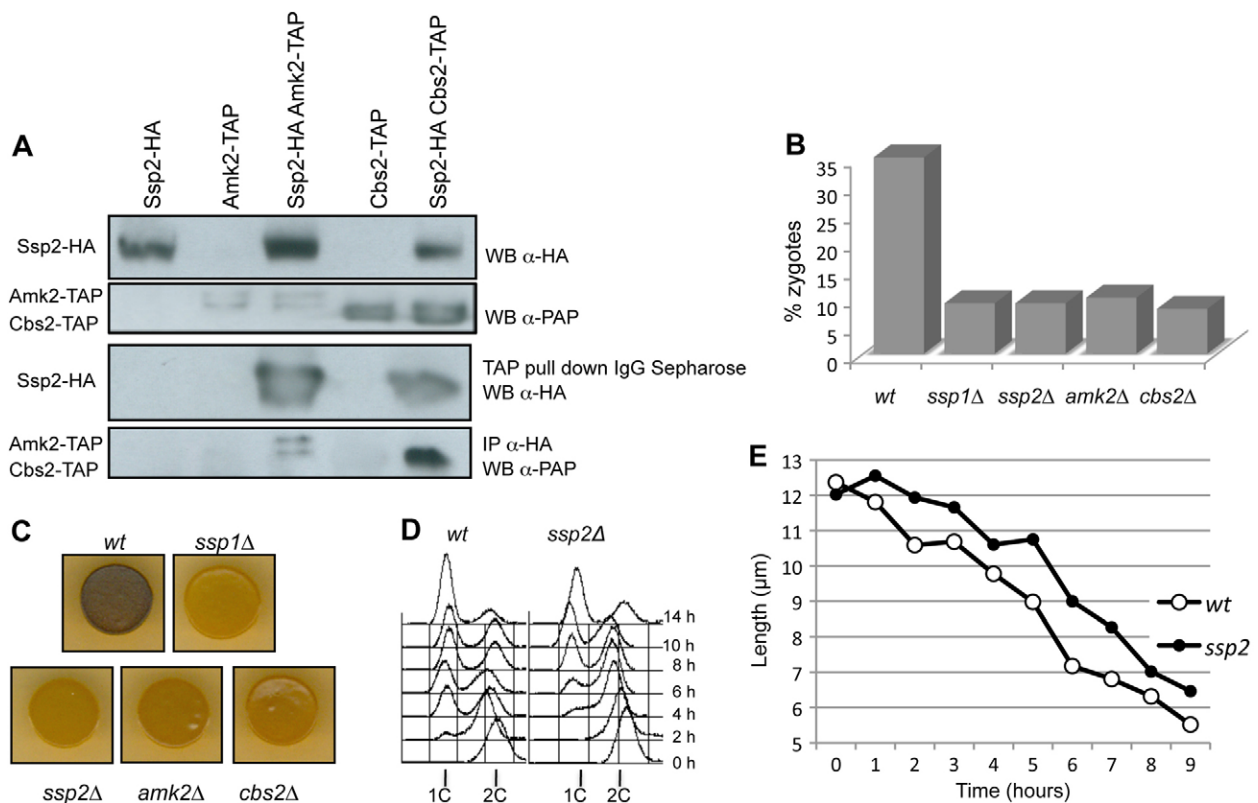 A
Ssp2-HA
Amk2-TAP
Ssp2-HA Amk2-TAP
Cbs2-TAP
Ssp2-HA Cbs2-TAP
Ssp2-HA
WB α-HA
Amk2-TAP
Cbs2-TAP
WB α-PAP
Ssp2-HA
TAP pull down IgG Sepharose
WB α-HA
Amk2-TAP
Cbs2-TAP
IP α-HA
WB α-PAP
B
% zygotes
35
30
25
20
15
10
5
0
wt ssp1Δ ssp2Δ amk2Δ cbs2Δ
C
wt ssp1Δ
ssp2Δ amk2Δ cbs2Δ
D
wt ssp2Δ
14 h
10 h
8 h
6 h
4 h
2 h
0 h
1C 2C 1C 2C
E
Length (μm)
13
12
11
10
9
8
7
6
5
0 1 2 3 4 5 6 7 8 9
Time (hours)
wt
ssp2